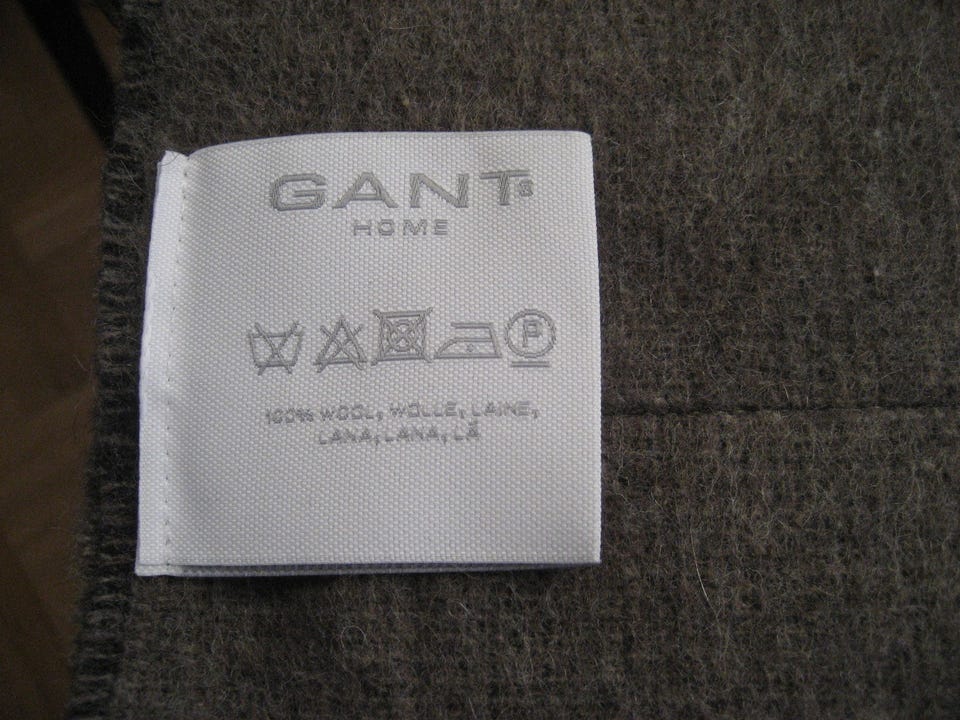 GANT
HOME
P
100% WOOL, WOLLE, LAINE,
LANA, LANA, LÃ